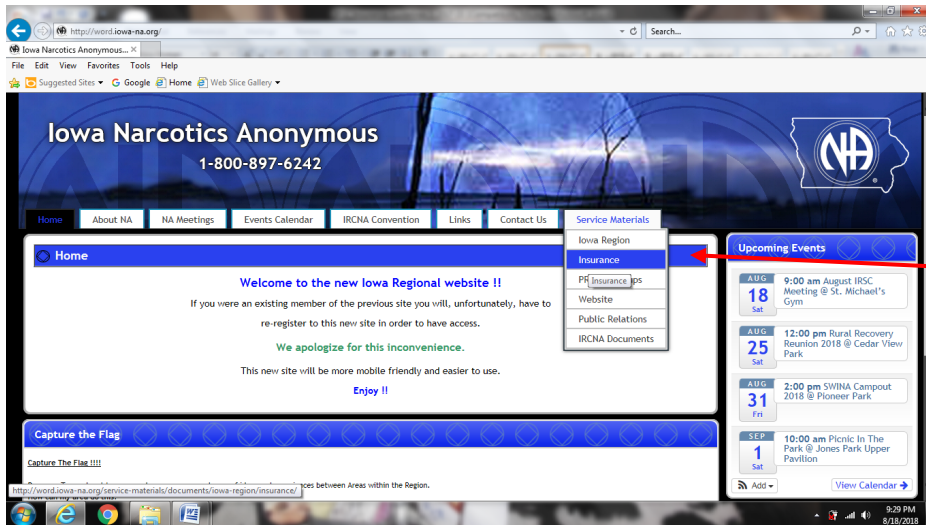 http://word.iowa-na.org/
Search...
Iowa Narcotics Anonymous...
File Edit View Favorites Tools Help
Suggested Sites Google Home Web Slice Gallery
Iowa Narcotics Anonymous
1-800-897-6242
NA
Home About NA NA Meetings Events Calendar IRCNA Convention Links Contact Us Service Materials
Iowa Region
Insurance
Insurance
Website
Public Relations
IRCNA Documents
Home
Welcome to the new Iowa Regional website !!
If you were an existing member of the previous site you will, unfortunately, have to
re-register to this new site in order to have access.
We apologize for this inconvenience.
This new site will be more mobile friendly and easier to use.
Enjoy !!
Capture the Flag
Capture The Flag !!!!
between Areas within the Region.
http://word.iowa-na.org/service-materials/documents/iowa-region/insurance/
Upcoming Events
AUG
18
Sat
9:00 am August IRSC
Meeting @ St. Michael's
Gym
AUG
25
Sat
12:00 pm Rural Recovery
Reunion 2018 @ Cedar View
Park
AUG
31
Fri
2:00 pm SWINA Campout
2018 @ Pioneer Park
SEP
1
Sat
10:00 am Picnic In The
Park @ Jones Park Upper
Pavilion
Add
View Calendar
9:29 PM
8/18/2018